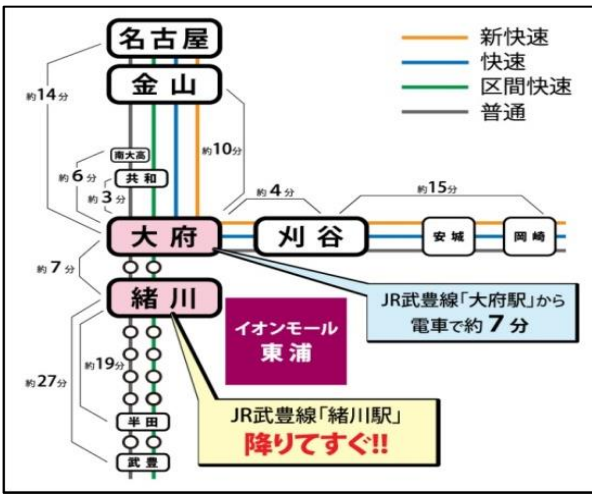 名古屋
金山
新快速
快速
区間快速
普通
約14分
南大高
約10分
約6分
共和
約3分
約4分
約15分
大府
刈谷
安城
岡崎
約7分
緒川
JR武豊線「大府駅」から
電車で約7分
イオンモール
東浦
約19分
約27分
半田
武豊
JR武豊線「緒川駅」
降りてすぐ!!